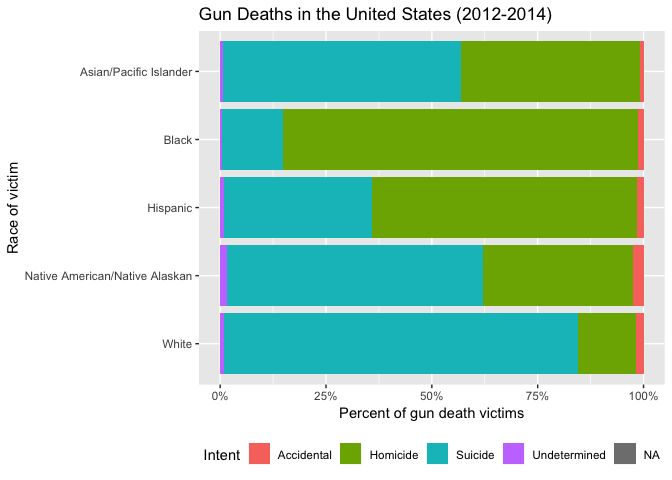 Gun Deaths in the United States (2012-2014)
Race of victim
Asian/Pacific Islander
Black
Hispanic
Native American/Native Alaskan
White
0% 25% 50% 75% 100%
Percent of gun death victims
Intent Accidental Homicide Suicide Undetermined NA